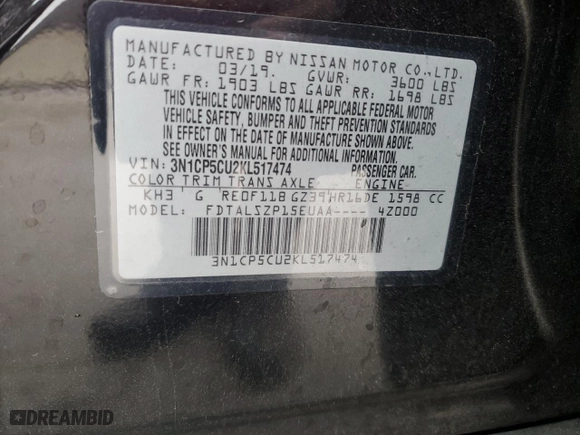 MANUFACTURED BY NISSAN MOTOR CO.,LTD.
DATE: 03/19. GVWR: 3600 LBS
GAWR FR: 1903 LBS GAWR RR: 1698 LBS
THIS VEHICLE CONFORMS TO ALL APPLICABLE FEDERAL MOTOR
VEHICLE SAFETY, BUMPER AND THEFT PREVENTION STANDARDS
IN EFFECT ON THE DATE OF MANUFACTURE SHOWN ABOVE.
SEE OWNER'S MANUAL FOR ADDITIONAL INFORMATION.
VIN: 3N1CP5CU2KL517474 PASSENGER CAR.
COLOR TRIM TRANS AXLE ENGINE
KH3 G RE0F11B GZ39 HR16DE 1598 CC
MODEL: FDTALSZP15EUAA---- 4Z000
3N1CP5CU2KL517474
DREAMBID